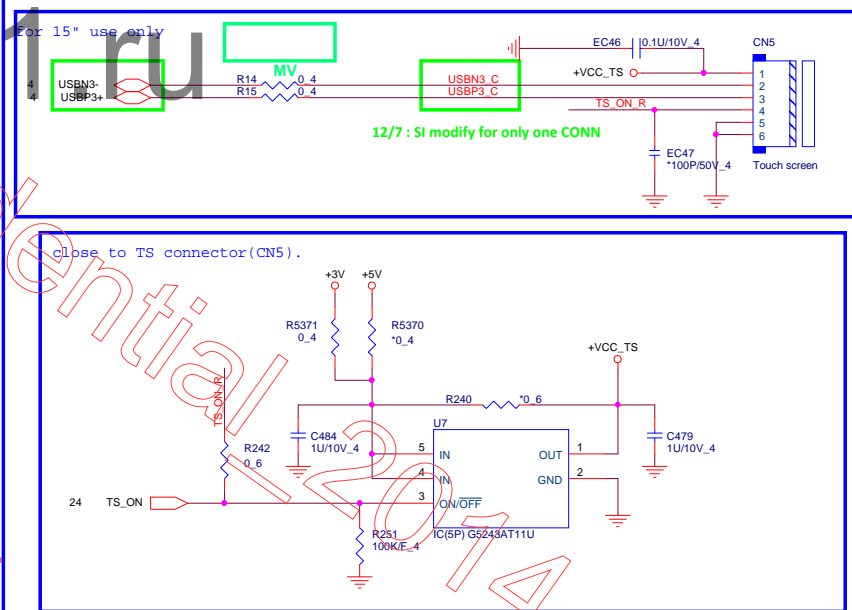 for 15" use only
1.ru
MV
EC46
0.1U/10V_4
CN5
+VCC_TS
4 USBN3-
4 USBP3+
R14 0_4
R15 0_4
USBN3_C
USBP3_C
TS_ON_R
1
2
3
4
5
6
12/7 : SI modify for only one CONN
EC47
*100P/50V_4
Touch screen
close to TS connector(CN5).
+3V +5V
R5371
0_4
R5370
*0_4
+VCC_TS
R240 *0_6
TS_ON_R
C484
1U/10V_4
U7
C479
1U/10V_4
5 IN
4 IN
3 ON/OFF
OUT 1
GND 2
R242
0_6
24 TS_ON
R251
100K/F_4
IC(5P) G5243AT11U
ential
2014